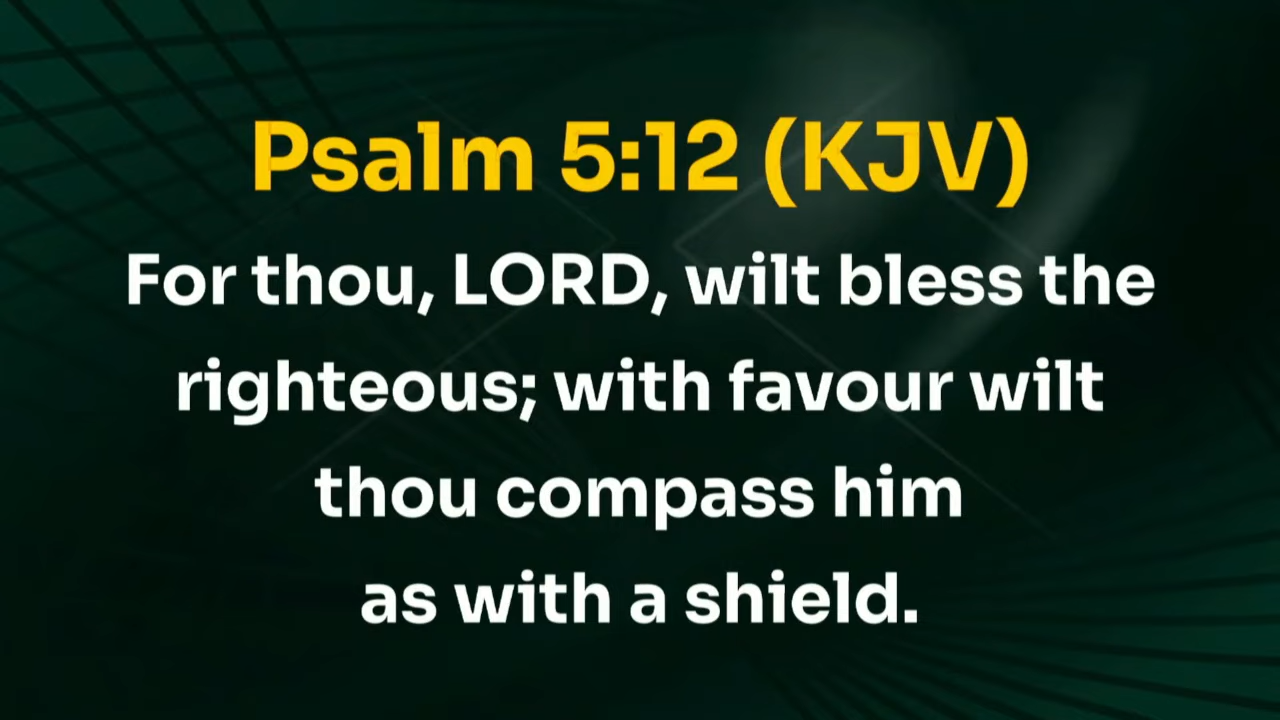 Psalm 5:12 (KJV)
For thou, LORD, wilt bless the
righteous; with favour wilt
thou compass him
as with a shield.